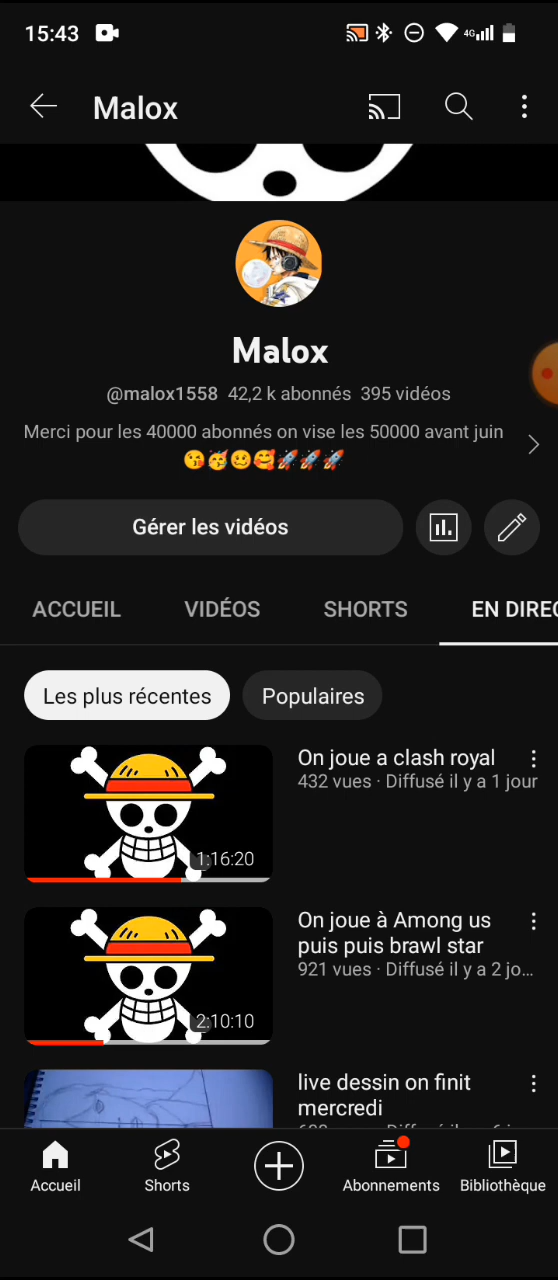 15:43
4G
Malox
Malox
@malox1558 42,2 k abonnés 395 vidéos
Merci pour les 40000 abonnés on vise les 50000 avant juin
😘🥳🥴🥰🚀🚀🚀
Gérer les vidéos
ACCUEIL VIDÉOS SHORTS EN DIREC
Les plus récentes Populaires
On joue a clash royal
432 vues · Diffusé il y a 1 jour
1:16:20
On joue à Among us
puis puis brawl star
921 vues · Diffusé il y a 2 jo...
2:10:10
live dessin on finit
mercredi
Accueil Shorts Abonnements Bibliothèque